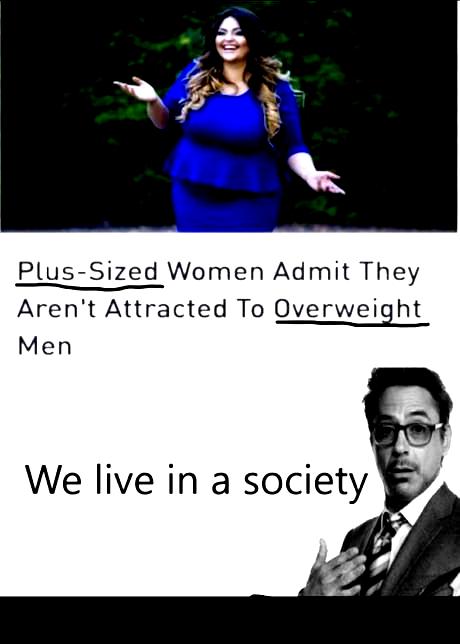 Plus-Sized Women Admit They
Aren't Attracted To Overweight
Men
We live in a society